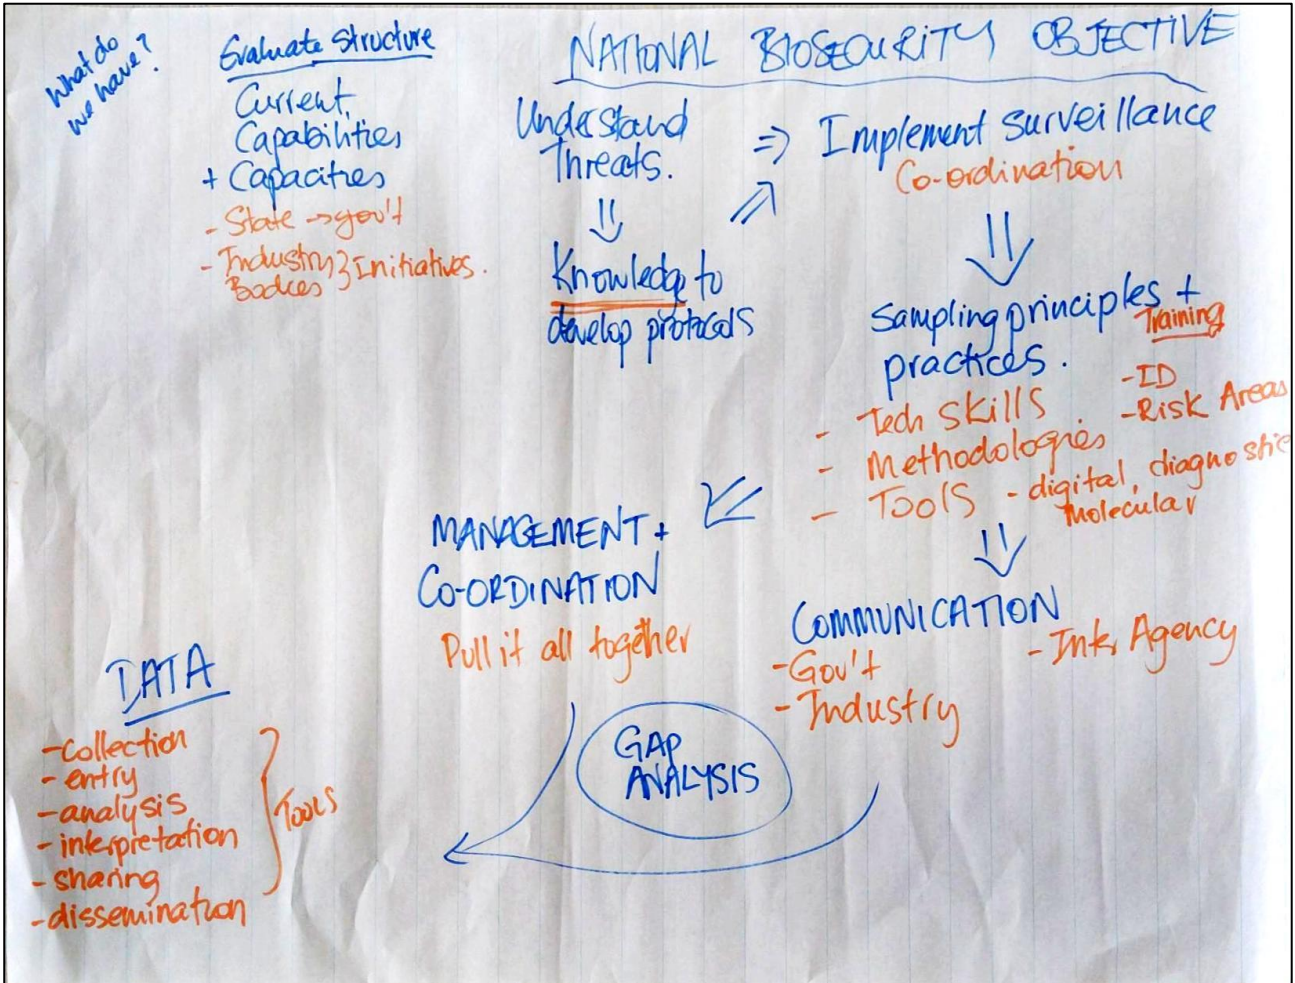 What do
we have?
Evaluate Structure
Current
Capabilities
+ Capacities
- State → gov't
- Industry } Initiatives.
Bodies
NATIONAL BIOSECURITY OBJECTIVE
Understand
Threats.
⇒ Implement surveillance
Co-ordination
Knowledge to
develop protocols
Sampling principles +
practices.
Training
- ID
- Risk Areas
- Tech Skills
- Methodologies
- Tools - digital, diagnostic
Molecular
MANAGEMENT +
CO-ORDINATION
Pull it all together
COMMUNICATION
- Gov't
- Industry
- Inter Agency
GAP
ANALYSIS
DATA
- collection
- entry
- analysis
- interpretation
- sharing
- dissemination
} Tools